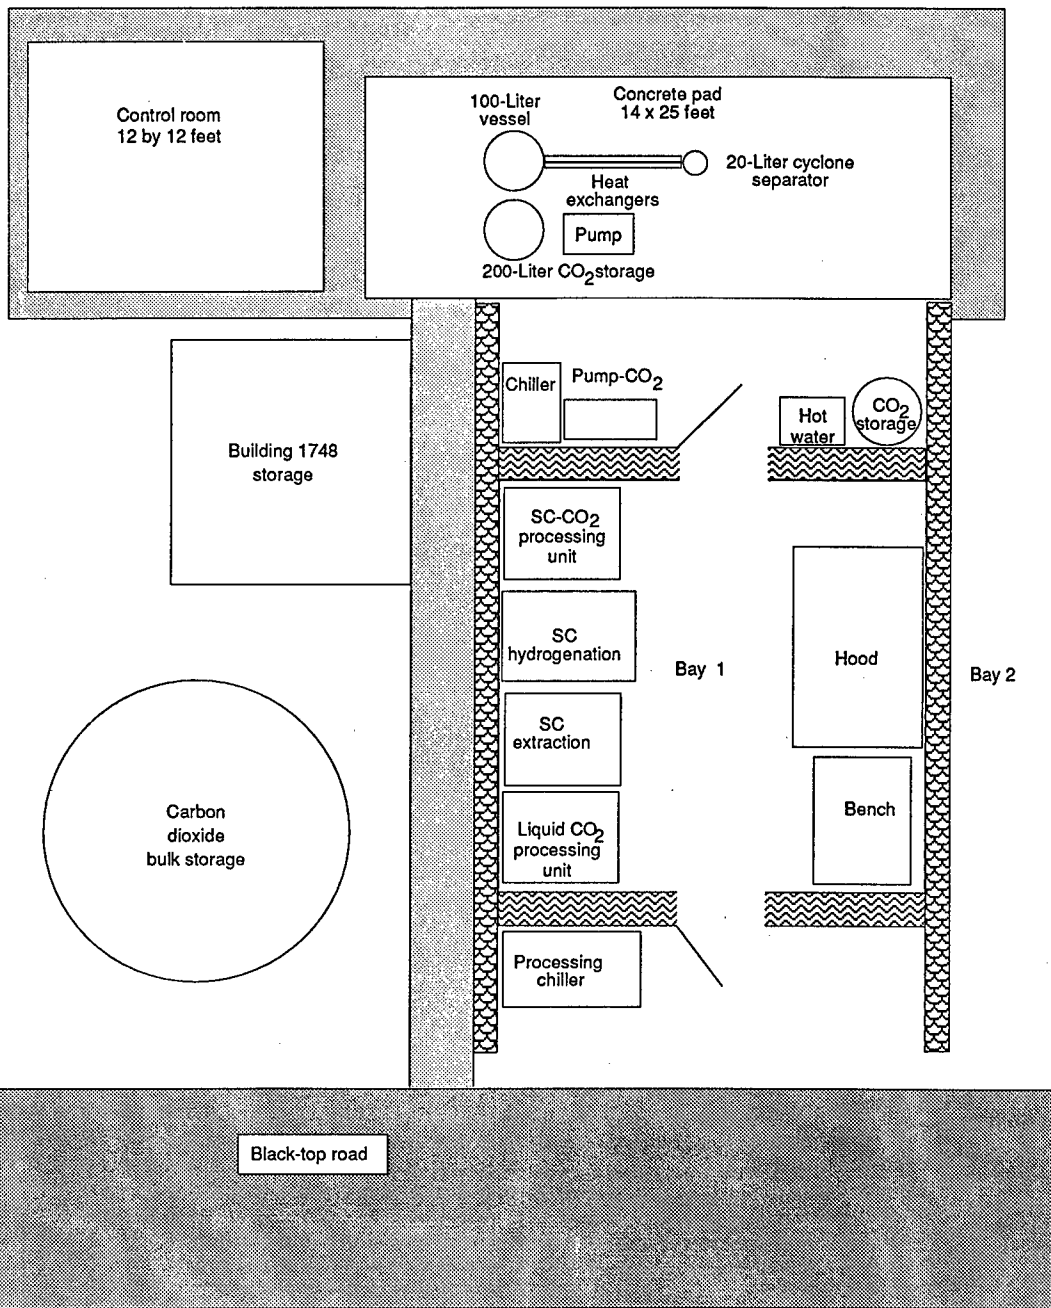 Control room
12 by 12 feet
100-Liter
vessel
Concrete pad
14 x 25 feet
20-Liter cyclone
separator
Heat
exchangers
Pump
200-Liter CO2 storage
Chiller
Pump-CO2
Hot
water
CO2
storage
Building 1748
storage
SC-CO2
processing
unit
SC
hydrogenation
Bay 1
Hood
Bay 2
SC
extraction
Carbon
dioxide
bulk storage
Liquid CO2
processing
unit
Bench
Processing
chiller
Black-top road